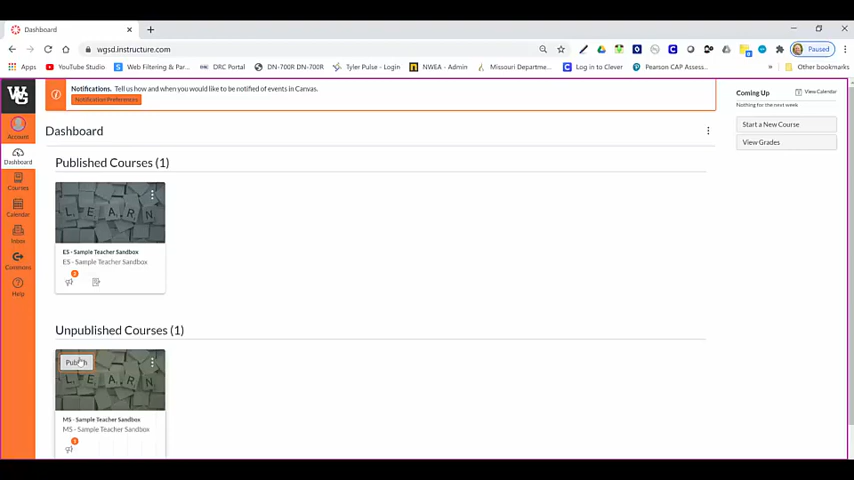 Dashboard
wgsd.instructure.com
Paused
Apps
YouTube Studio
Web Filtering & Par...
DRC Portal
DN-700R DN-700R
Tyler Pulse - Login
NWEA - Admin
Missouri Departme...
Log in to Clever
Pearson CAP Assess...
Other bookmarks
WG
Account
Dashboard
Courses
Calendar
Inbox
Commons
Help
Notifications. Tell us how and when you would like to be notified of events in Canvas.
Notification Preferences
Dashboard
Published Courses (1)
LEARN
ES - Sample Teacher Sandbox
ES - Sample Teacher Sandbox
2
Unpublished Courses (1)
Publish
LEARN
MS - Sample Teacher Sandbox
MS - Sample Teacher Sandbox
1
Coming Up
View Calendar
Nothing for the next week
Start a New Course
View Grades